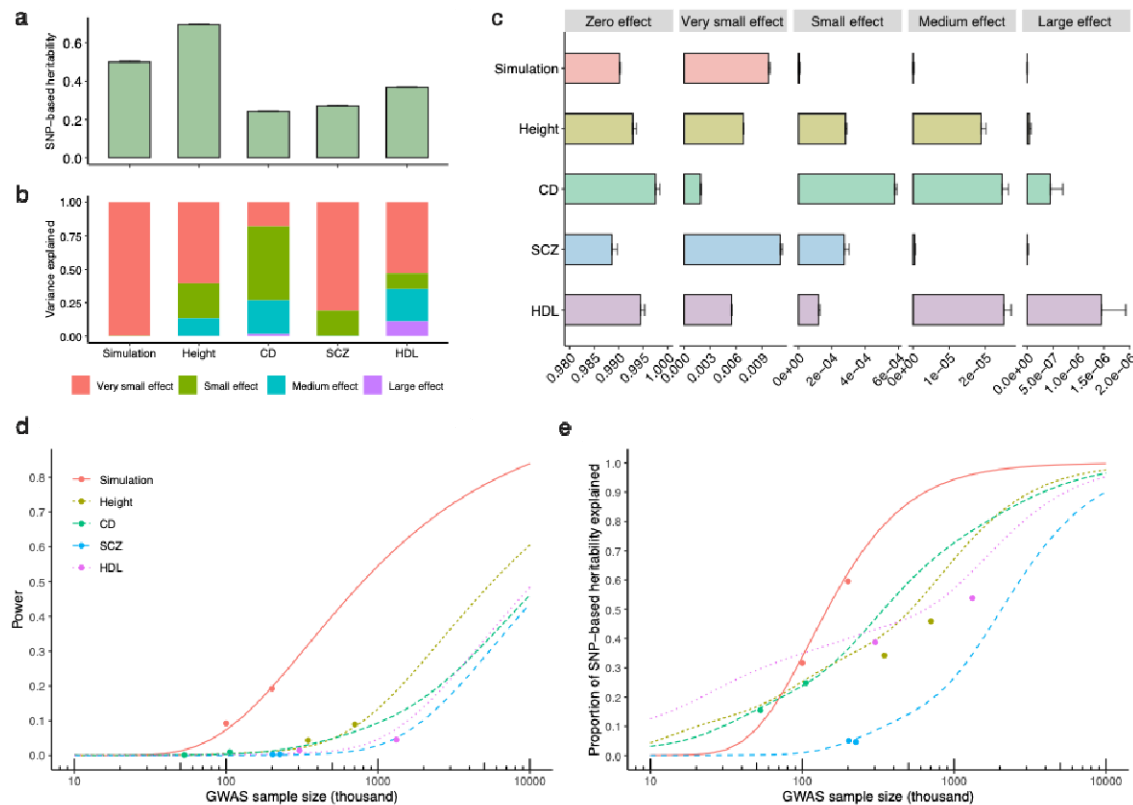 a
SNP−based heritability
0.6
0.4
0.2
0.0
b
Variance explained
1.00
0.75
0.50
0.25
0.00
Simulation Height CD SCZ HDL
Very small effect Small effect Medium effect Large effect
c
Zero effect Very small effect Small effect Medium effect Large effect
Simulation
Height
CD
SCZ
HDL
0.980 0.985 0.990 0.995 1.000 0.000 0.003 0.006 0.009 0e+00 2e−04 4e−04 6e−04 0e+00 1e−05 2e−05 0.0e+00 5.0e−07 1.0e−06 1.5e−06 2.0e−06
d
Power
0.8
0.7
0.6
0.5
0.4
0.3
0.2
0.1
0.0
Simulation
Height
CD
SCZ
HDL
10 100 1000 10000
GWAS sample size (thousand)
e
Proportion of SNP−based heritability explained
1.0
0.9
0.8
0.7
0.6
0.5
0.4
0.3
0.2
0.1
0.0
10 100 1000 10000
GWAS sample size (thousand)